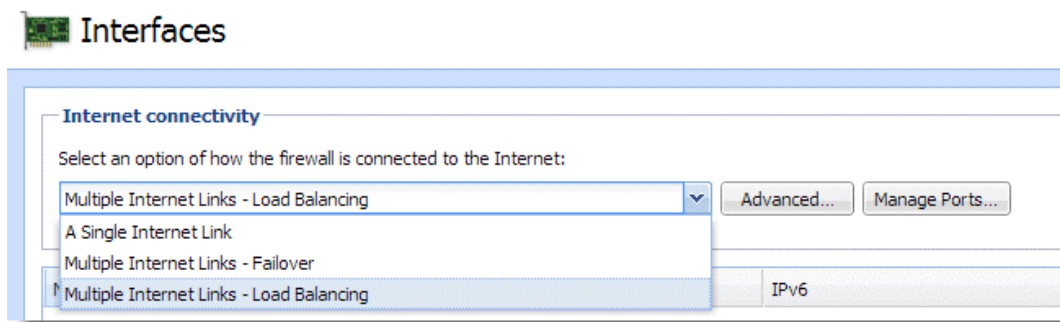 Interfaces
Internet connectivity
Select an option of how the firewall is connected to the Internet:
Multiple Internet Links - Load Balancing
Advanced...
Manage Ports...
A Single Internet Link
Multiple Internet Links - Failover
Multiple Internet Links - Load Balancing
IPv6